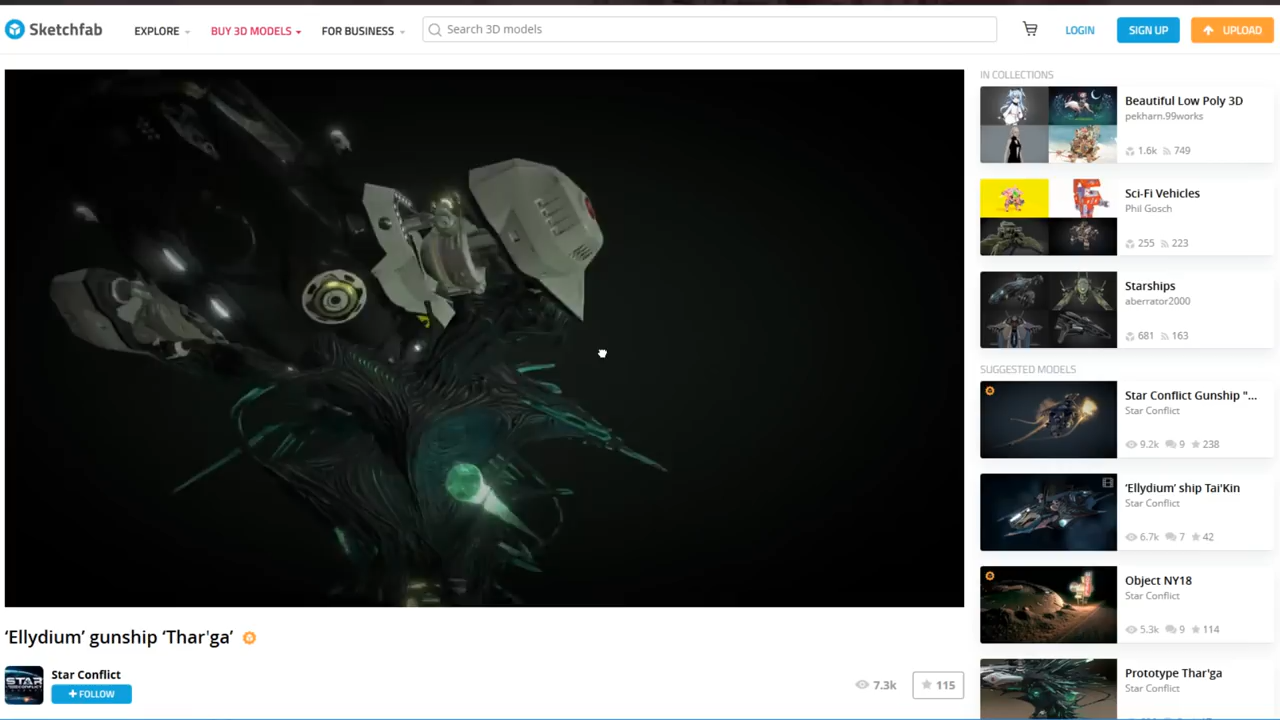 Sketchfab
EXPLORE
BUY 3D MODELS
FOR BUSINESS
Search 3D models
LOGIN
SIGN UP
UPLOAD
IN COLLECTIONS
Beautiful Low Poly 3D
pekharn.99works
1.6k 749
Sci-Fi Vehicles
Phil Gosch
255 223
Starships
aberrator2000
681 163
SUGGESTED MODELS
Star Conflict Gunship "...
Star Conflict
9.2k 9 238
‘Ellydium’ ship Tai'Kin
Star Conflict
6.7k 7 42
Object NY18
Star Conflict
5.3k 9 114
Prototype Thar'ga
Star Conflict
‘Ellydium’ gunship ‘Thar'ga’
STAR
Star Conflict
+ FOLLOW
7.3k
115